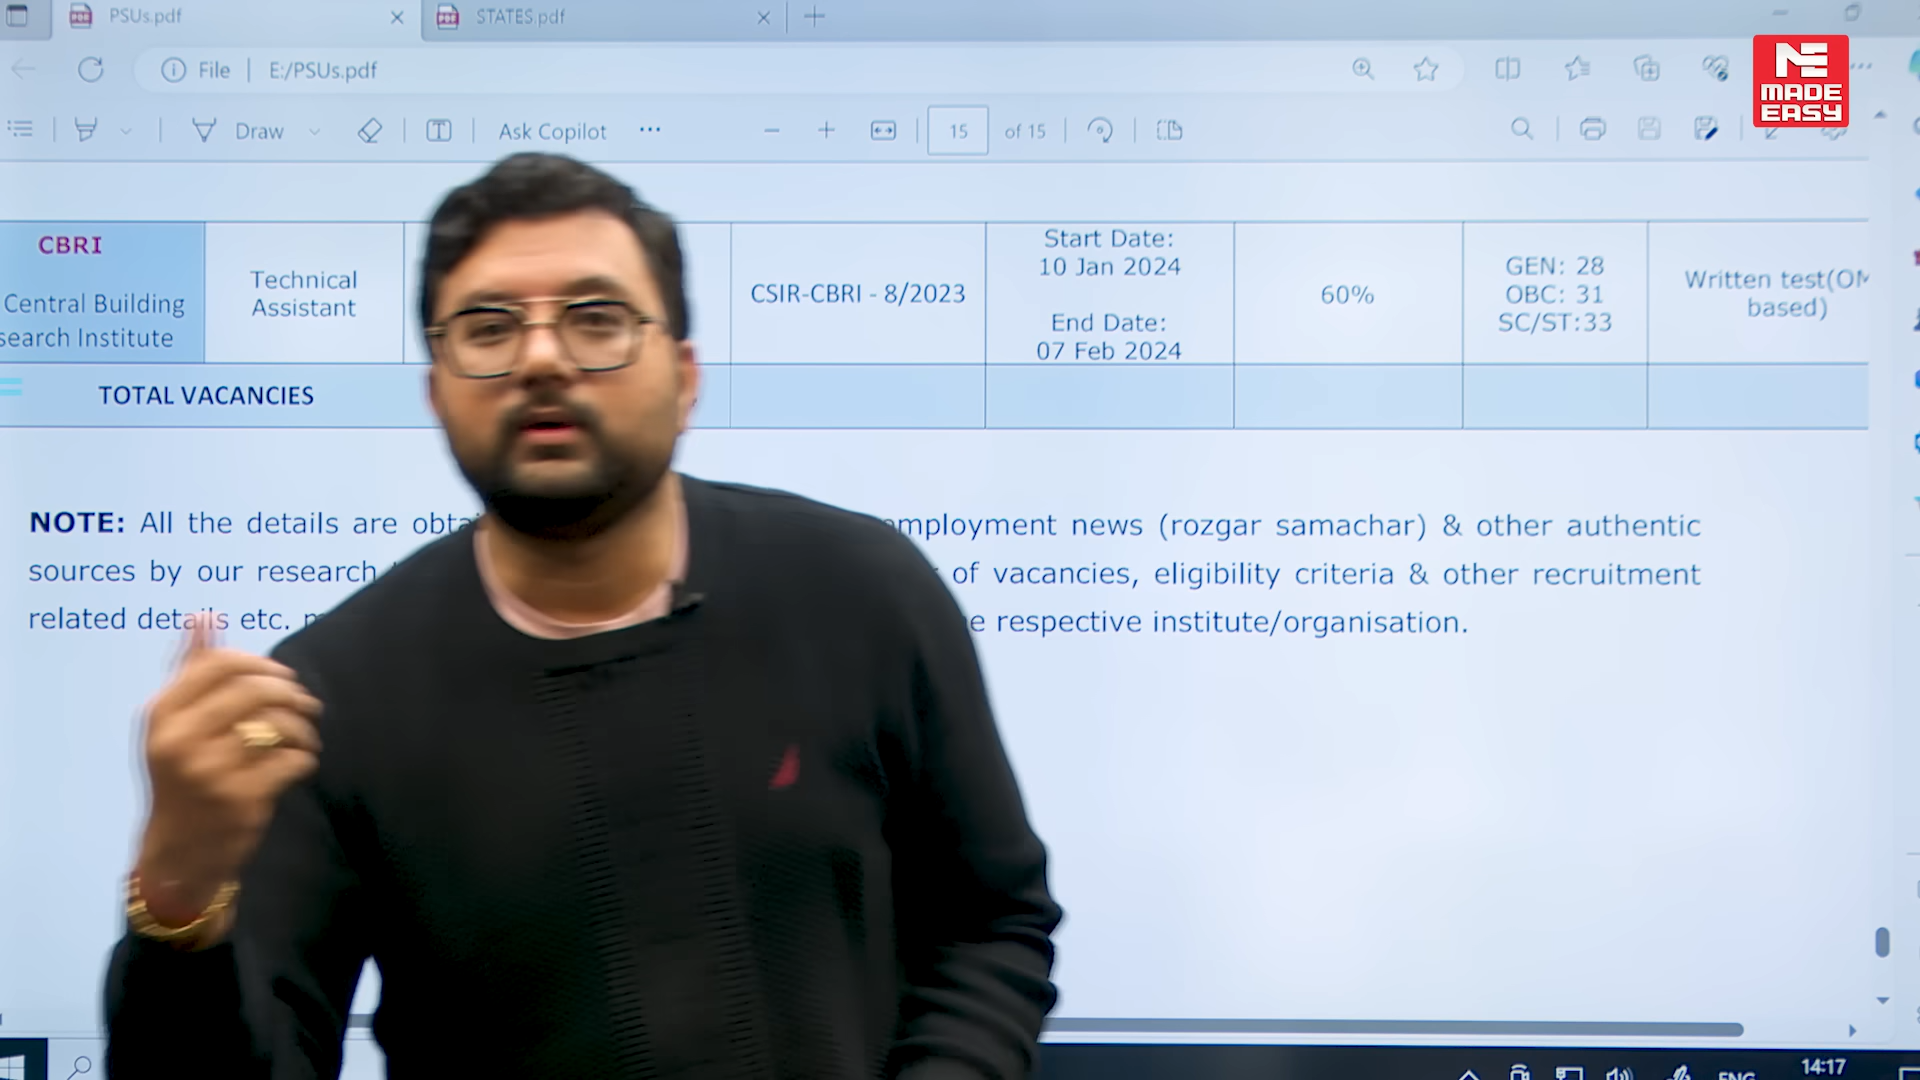 PSUs.pdf
STATES.pdf
File
E:/PSUs.pdf
MADE
EASY
Draw
Ask Copilot
15
of 15
CBRI
Central Building
search Institute
Technical
Assistant
CSIR-CBRI - 8/2023
Start Date:
10 Jan 2024
End Date:
07 Feb 2024
60%
GEN: 28
OBC: 31
SC/ST:33
Written test(OM
based)
TOTAL VACANCIES
NOTE: All the details are obta employment news (rozgar samachar) & other authentic
sources by our research of vacancies, eligibility criteria & other recruitment
related details etc. e respective institute/organisation.
14:17
ENG